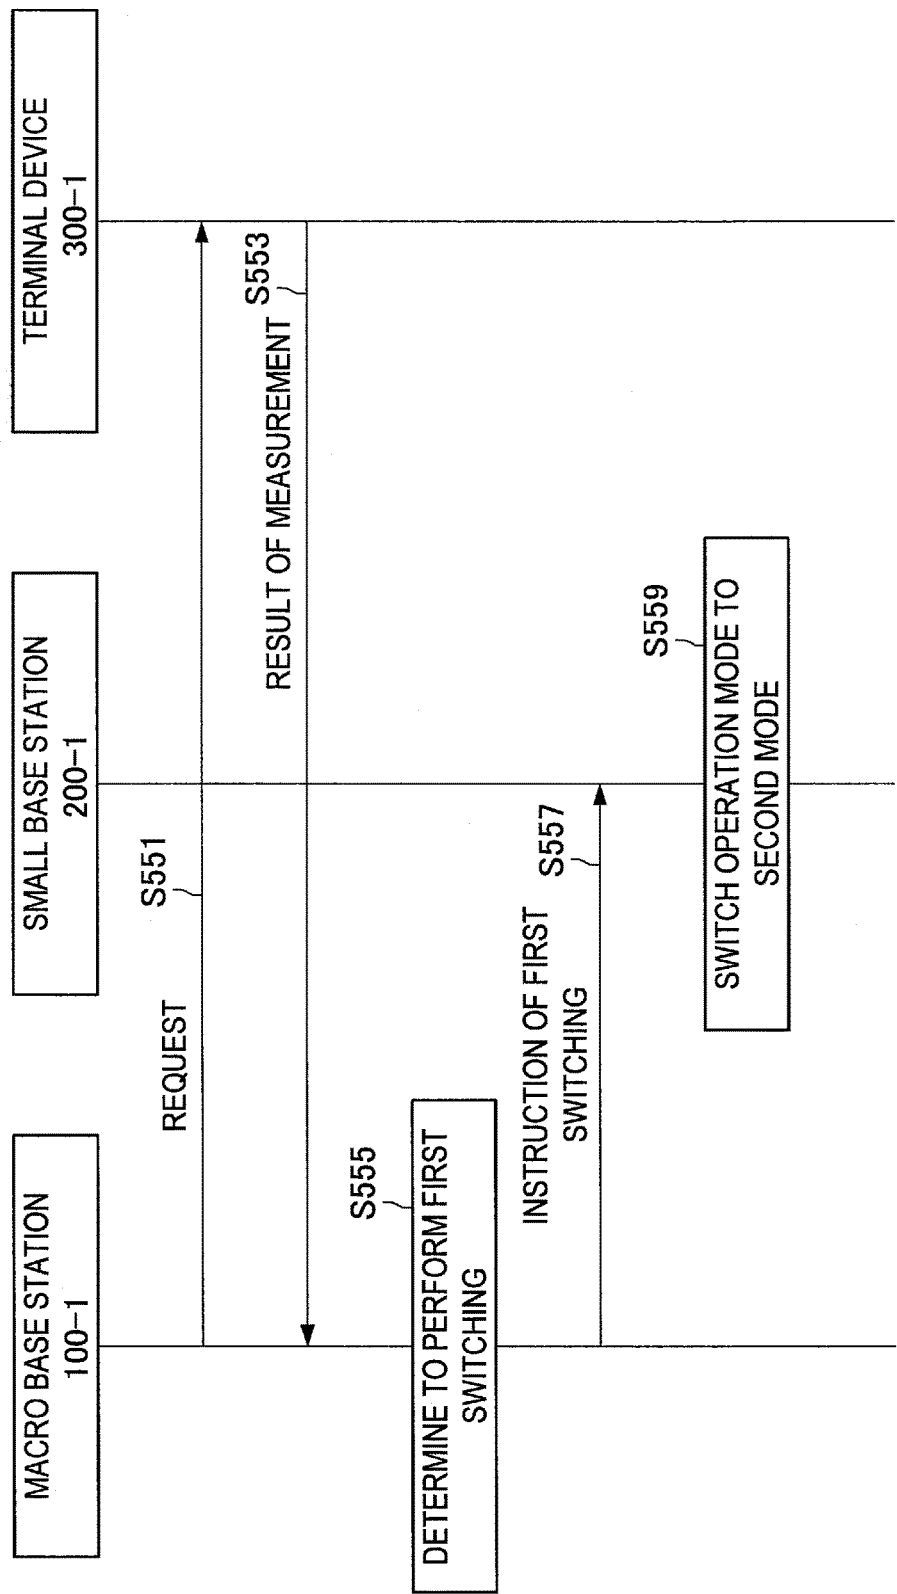 MACRO BASE STATION
100-1
SMALL BASE STATION
200-1
TERMINAL DEVICE
300-1
REQUEST
S551
RESULT OF MEASUREMENT
S553
S555
DETERMINE TO PERFORM FIRST
SWITCHING
INSTRUCTION OF FIRST
SWITCHING
S557
S559
SWITCH OPERATION MODE TO
SECOND MODE